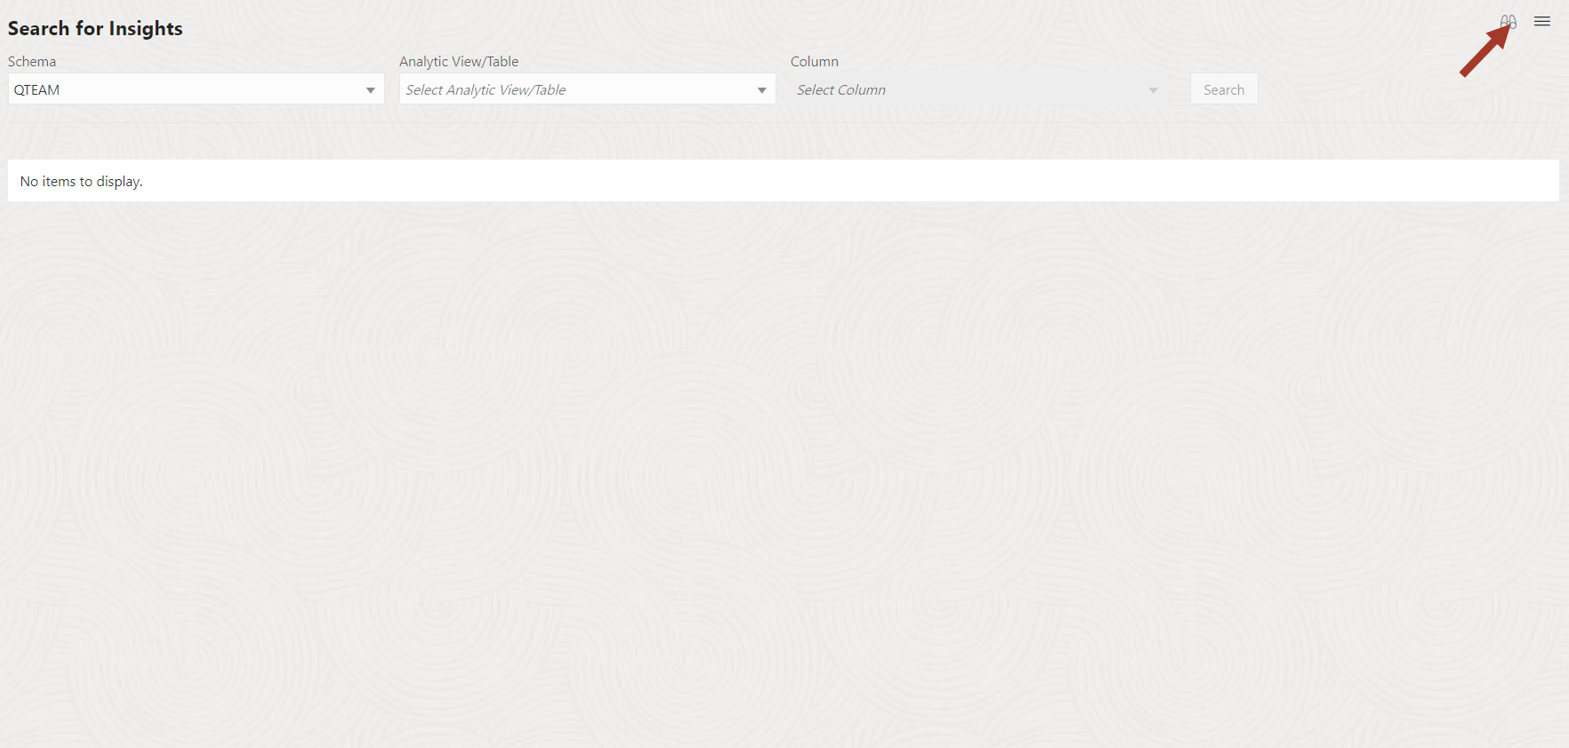 Search for Insights
Schema
Analytic View/Table
Column
QTEAM
Select Analytic View/Table
Select Column
Search
No items to display.